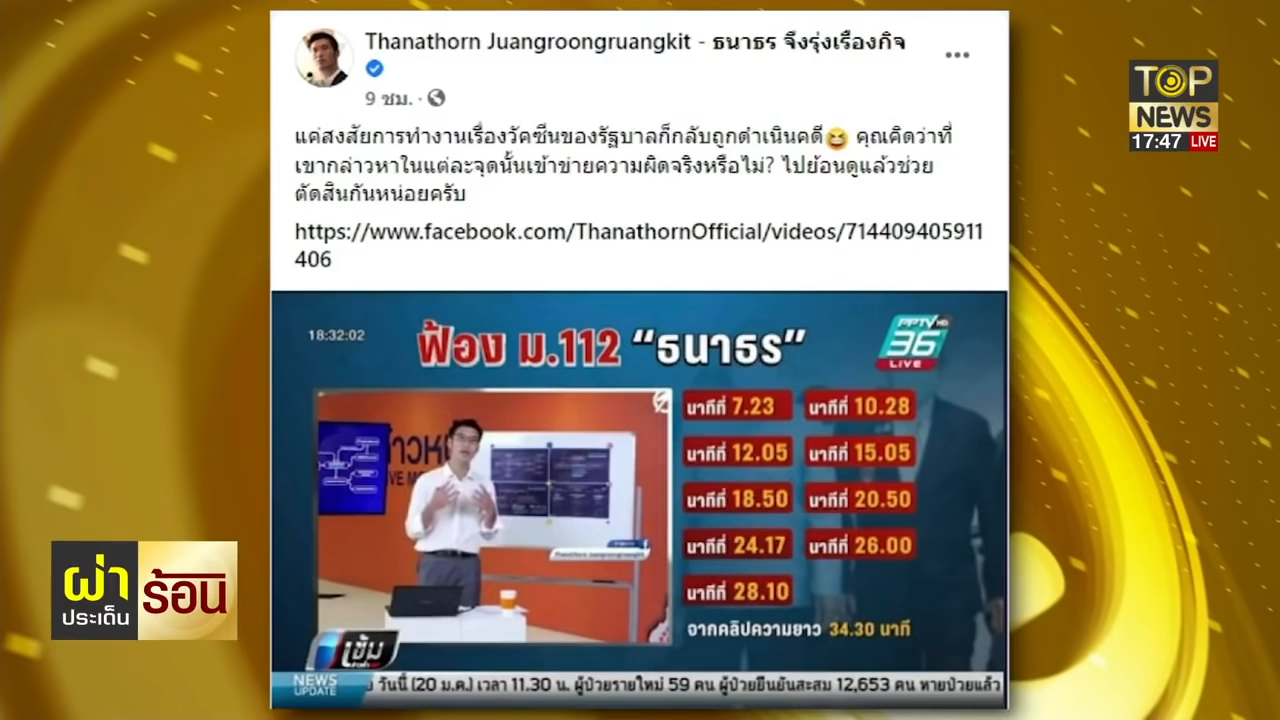 Thanathorn Juangroongruangkit - ธนาธร จึงรุ่งเรืองกิจ
9 ชม. ·
แค่สงสัยการทำงานเรื่องวัคซีนของรัฐบาลก็กลับถูกดำเนินคดี😆 คุณคิดว่าที่
เขากล่าวหาในแต่ละจุดนั้นเข้าข่ายความผิดจริงหรือไม่? ไปย้อนดูแล้วช่วย
ตัดสินกันหน่อยครับ
https://www.facebook.com/ThanathornOfficial/videos/714409405911
406
TOP
NEWS
17:47 LIVE
18:32:02
ฟ้อง ม.112 “ธนาธร”
PPTV HD
36
LIVE
นาทีที่ 7.23 นาทีที่ 10.28
นาทีที่ 12.05 นาทีที่ 15.05
นาทีที่ 18.50 นาทีที่ 20.50
นาทีที่ 24.17 นาทีที่ 26.00
นาทีที่ 28.10
จากคลิปความยาว 34.30 นาที
Thanathorn Juangroongruangkit
เข้ม
NEWS
UPDATE
วันนี้ (20 ม.ค.) เวลา 11.30 น. ผู้ป่วยรายใหม่ 59 คน ผู้ป่วยยืนยันสะสม 12,653 คน หายป่วยแล้ว
ผ่า
ประเด็น
ร้อน